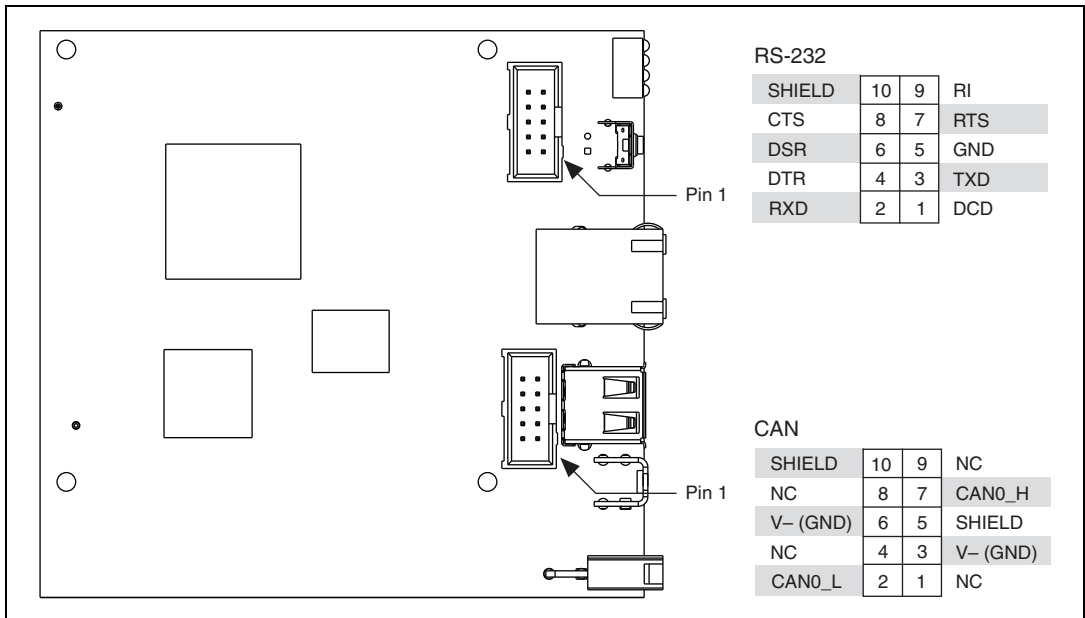 RS-232
SHIELD 10 9 RI
CTS 8 7 RTS
DSR 6 5 GND
DTR 4 3 TXD
RXD 2 1 DCD
Pin 1
CAN
SHIELD 10 9 NC
NC 8 7 CAN0_H
V– (GND) 6 5 SHIELD
NC 4 3 V– (GND)
CAN0_L 2 1 NC
Pin 1